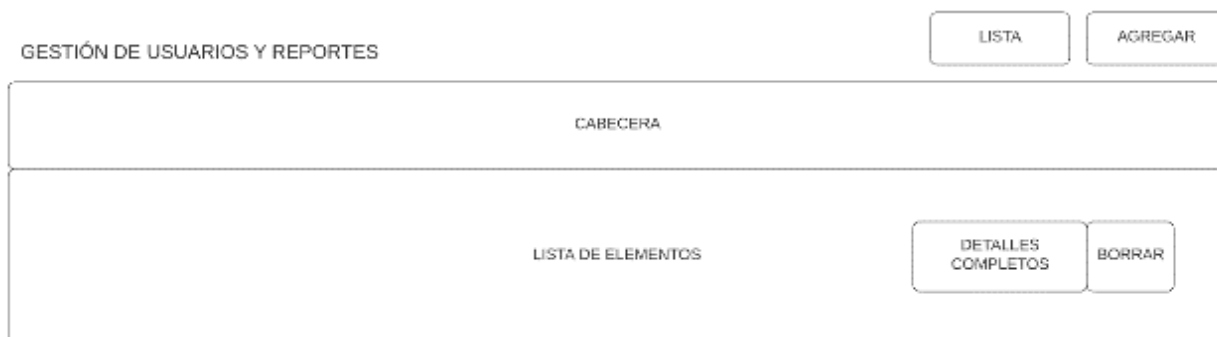 GESTIÓN DE USUARIOS Y REPORTES
LISTA
AGREGAR
CABECERA
LISTA DE ELEMENTOS
DETALLES
COMPLETOS
BORRAR